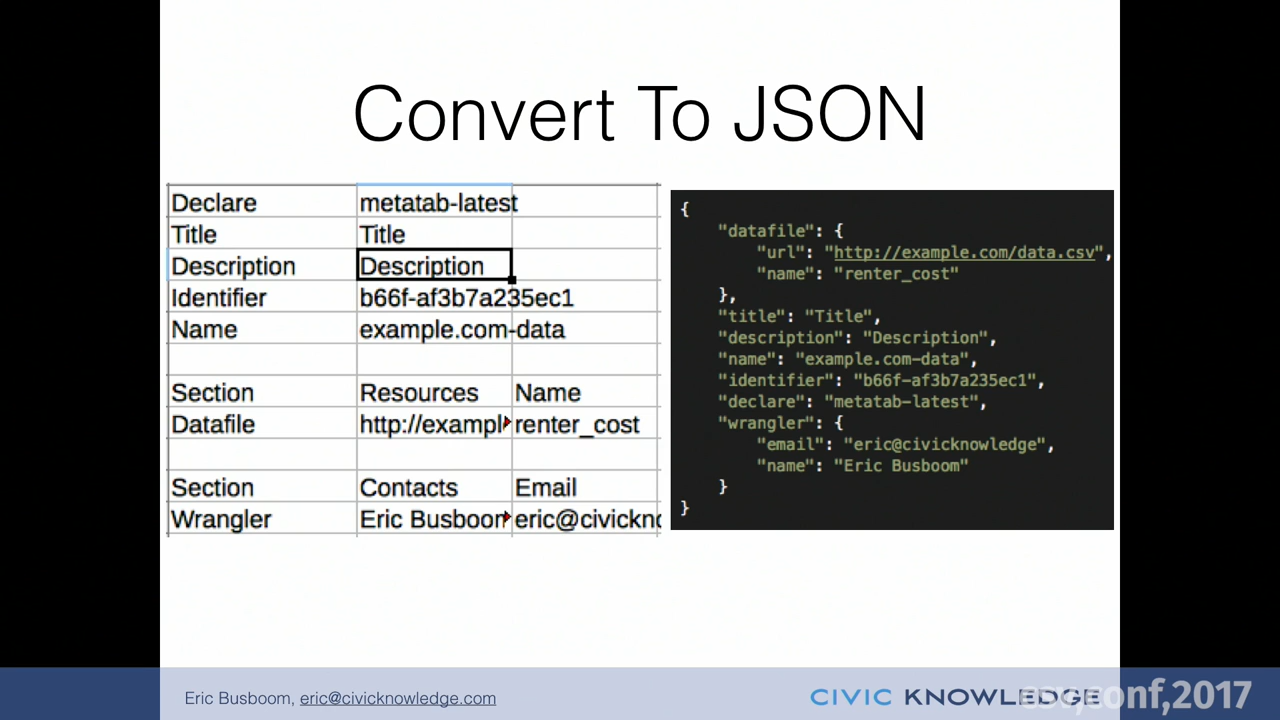 Convert To JSON
Declare metatab-latest
Title Title
Description Description
Identifier b66f-af3b7a235ec1
Name example.com-data
Section Resources Name
Datafile http://exampl renter_cost
Section Contacts Email
Wrangler Eric Busboom eric@civickno
{
"datafile": {
"url": "http://example.com/data.csv",
"name": "renter_cost"
},
"title": "Title",
"description": "Description",
"name": "example.com-data",
"identifier": "b66f-af3b7a235ec1",
"declare": "metatab-latest",
"wrangler": {
"email": "eric@civicknowledge",
"name": "Eric Busboom"
}
}
Eric Busboom, eric@civicknowledge.com
CIVIC KNOWLEDGE
csv,conf,2017